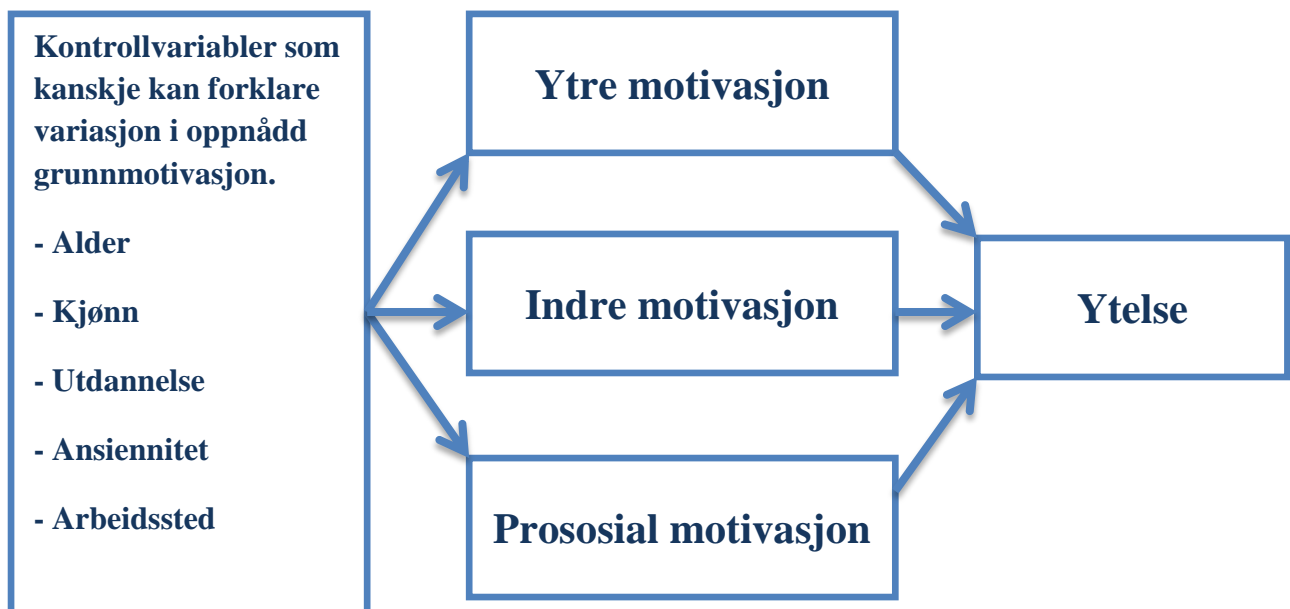 Kontrollvariabler som
kanskje kan forklare
variasjon i oppnådd
grunnmotivasjon.
- Alder
- Kjønn
- Utdannelse
- Ansiennitet
- Arbeidssted
Ytre motivasjon
Indre motivasjon
Prososial motivasjon
Ytelse